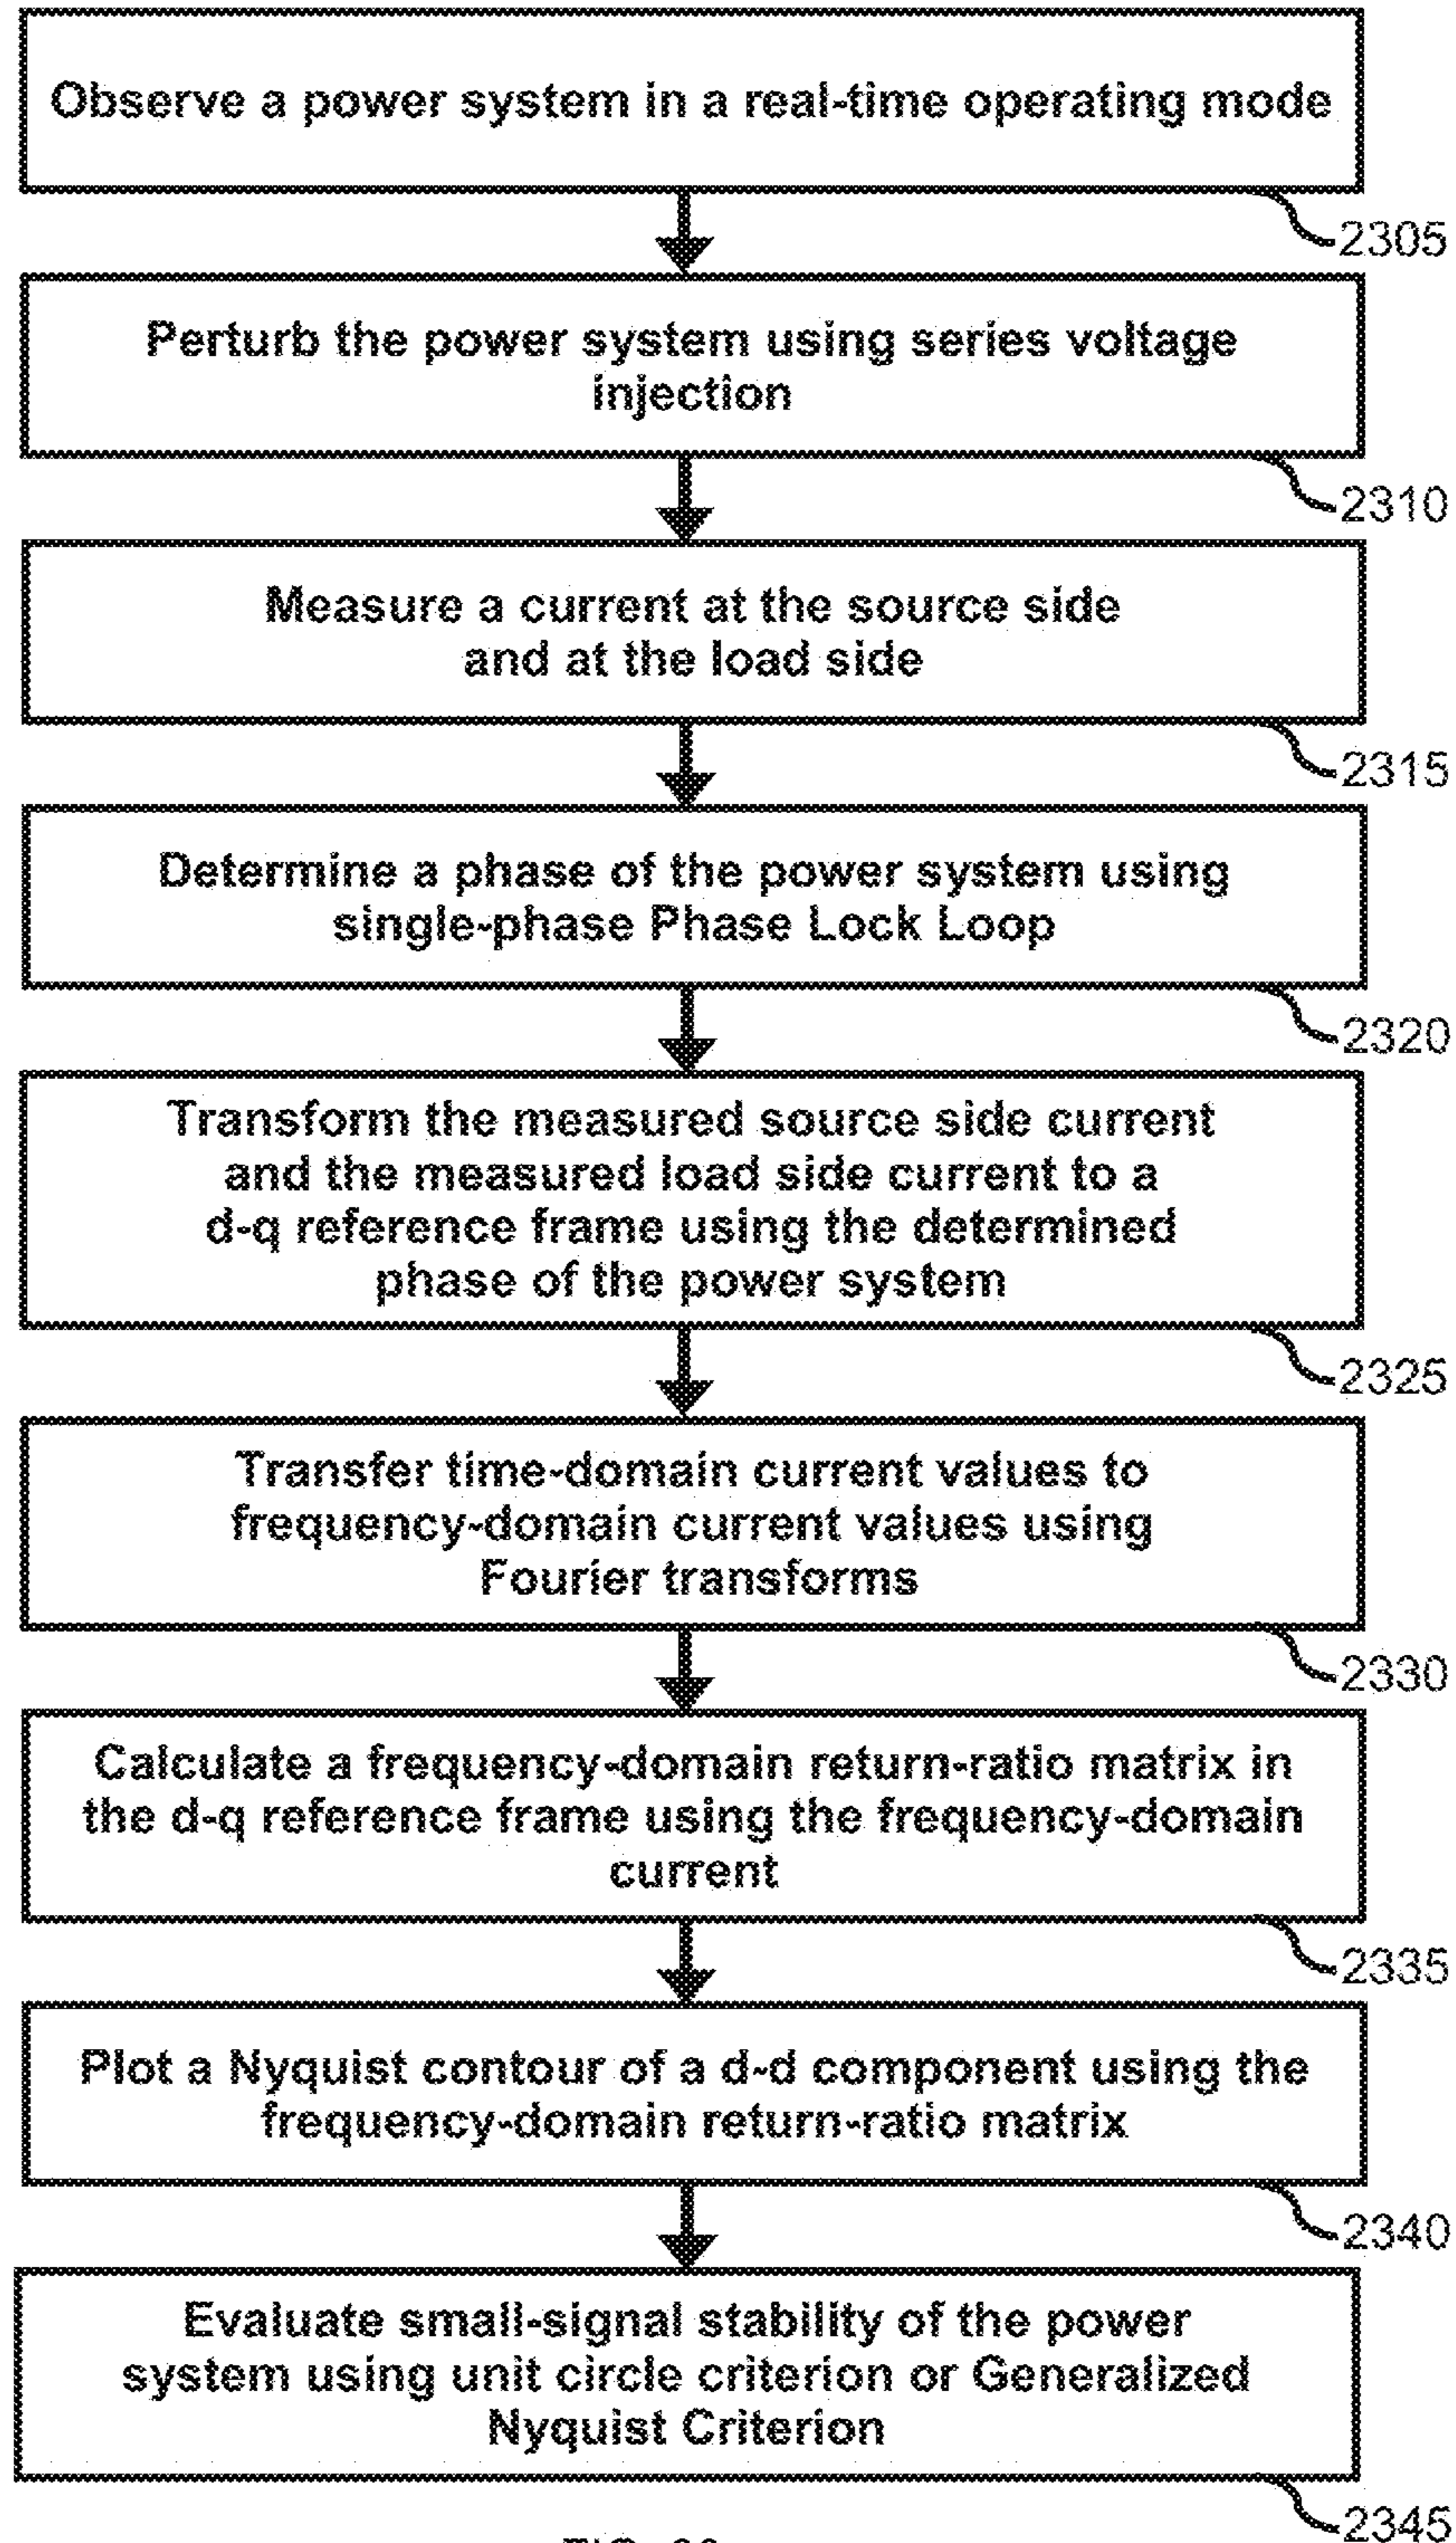 Observe a power system in a real-time operating mode
2305
Perturb the power system using series voltage
injection
2310
Measure a current at the source side
and at the load side
2315
Determine a phase of the power system using
single-phase Phase Lock Loop
2320
Transform the measured source side current
and the measured load side current to a
d-q reference frame using the determined
phase of the power system
2325
Transfer time-domain current values to
frequency-domain current values using
Fourier transforms
2330
Calculate a frequency-domain return-ratio matrix in
the d-q reference frame using the frequency-domain
current
2335
Plot a Nyquist contour of a d-d component using the
frequency-domain return-ratio matrix
2340
Evaluate small-signal stability of the power
system using unit circle criterion or Generalized
Nyquist Criterion
2345